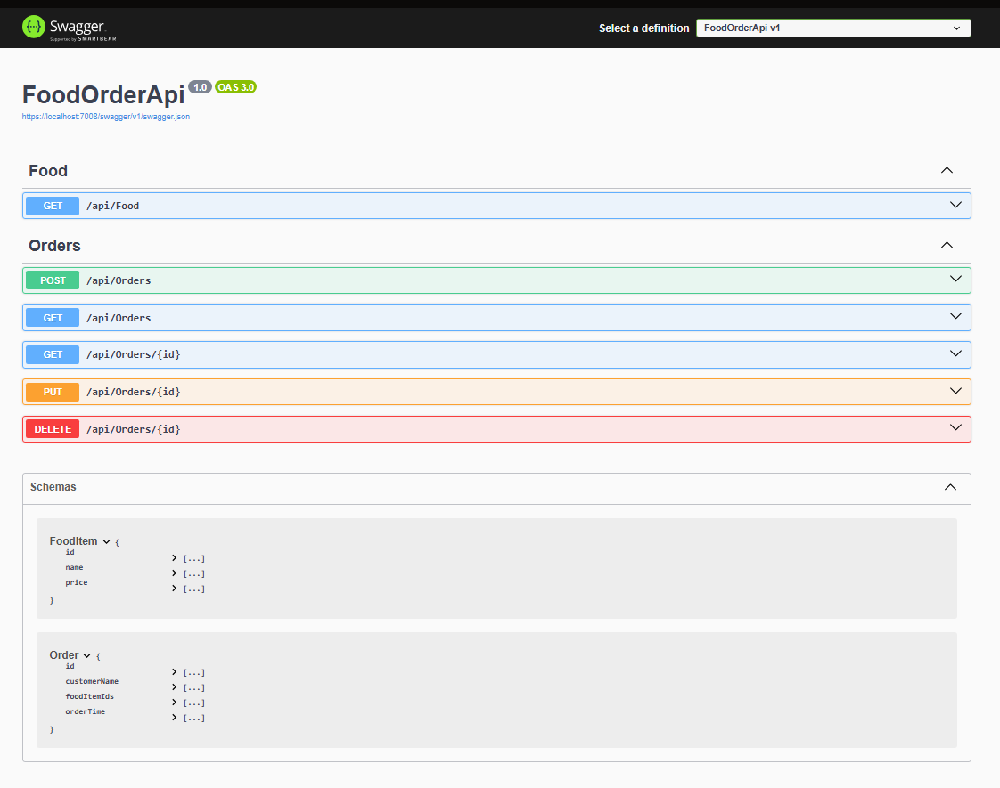 Swagger
Supported by SMARTBEAR
Select a definition
FoodOrderApi v1
FoodOrderApi 1.0 OAS 3.0
https://localhost:7008/swagger/v1/swagger.json
Food
GET /api/Food
Orders
POST /api/Orders
GET /api/Orders
GET /api/Orders/{id}
PUT /api/Orders/{id}
DELETE /api/Orders/{id}
Schemas
FoodItem {
id [...]
name [...]
price [...]
}
Order {
id [...]
customerName [...]
foodItemIds [...]
orderTime [...]
}